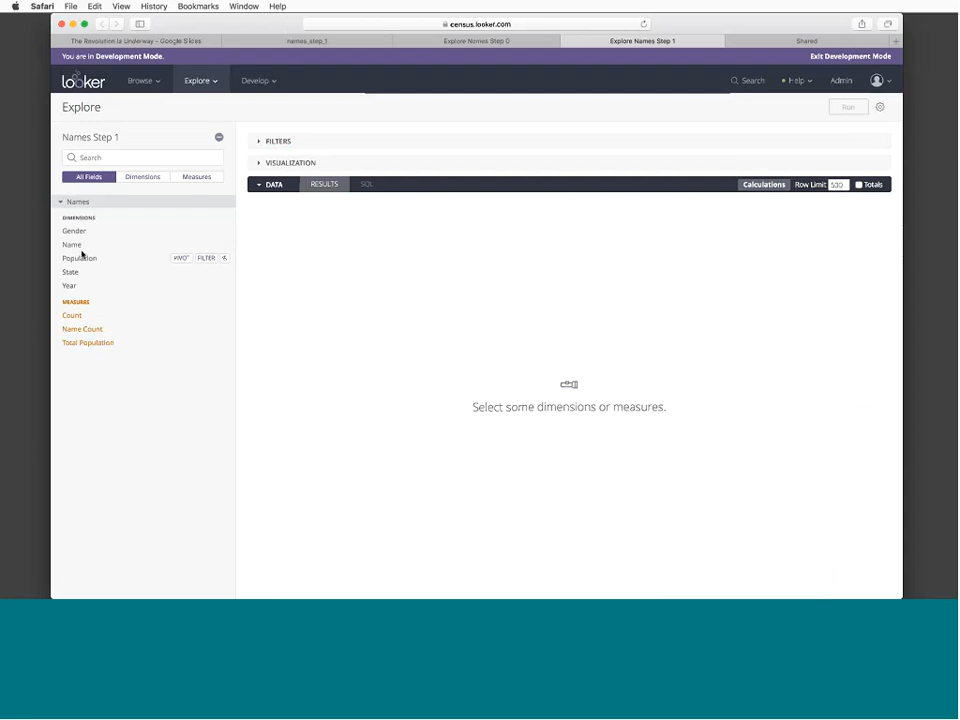 Safari File Edit View History Bookmarks Window Help
census.looker.com
The Revolution Is Underway – Google Slides names_step_1 Explore Names Step 0 Explore Names Step 1 Shared +
You are in Development Mode. Exit Development Mode
looker Browse Explore Develop Search Help Admin
Explore Run
Names Step 1
Search
All Fields Dimensions Measures
FILTERS
VISUALIZATION
DATA RESULTS SQL Calculations Row Limit 500 Totals
Names
DIMENSIONS
Gender
Name
Population PIVOT FILTER
State
Year
MEASURES
Count
Name Count
Total Population
Select some dimensions or measures.